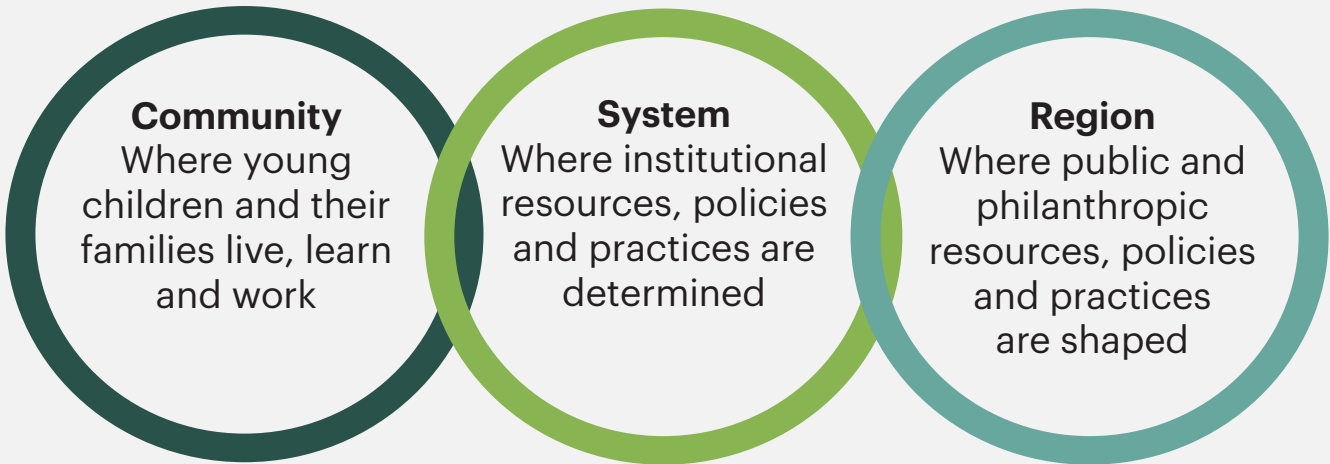 Community
Where young
children and their
families live, learn
and work
System
Where institutional
resources, policies
and practices are
determined
Region
Where public and
philanthropic
resources, policies
and practices
are shaped